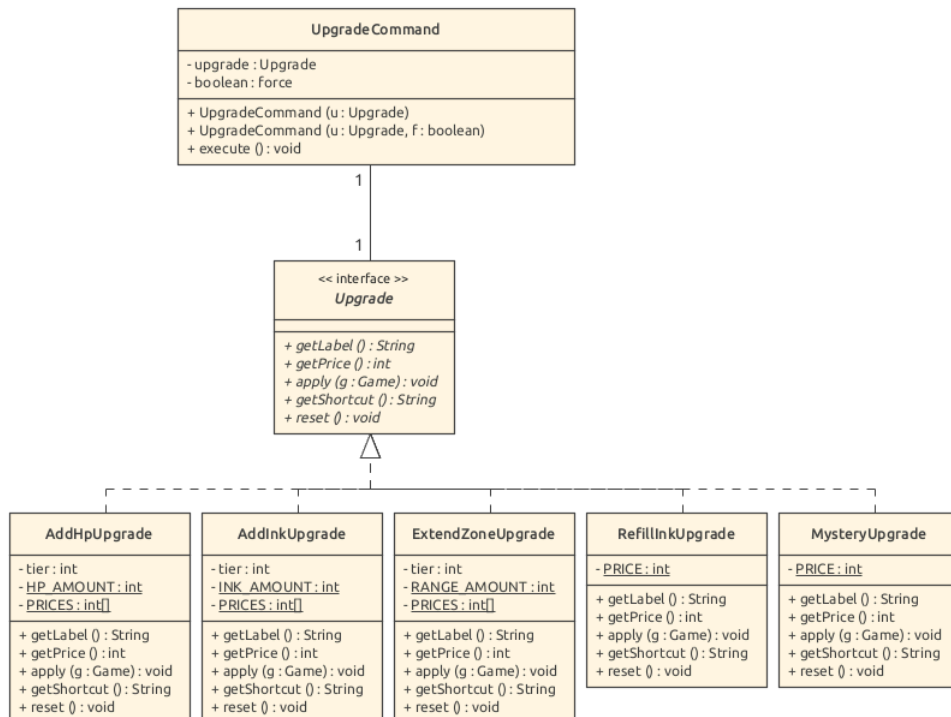 UpgradeCommand
- upgrade : Upgrade
- boolean : force
+ UpgradeCommand (u : Upgrade)
+ UpgradeCommand (u : Upgrade, f : boolean)
+ execute () : void
1
1
<< interface >>
Upgrade
+ getLabel () : String
+ getPrice () : int
+ apply (g : Game) : void
+ getShortcut () : String
+ reset () : void
AddHpUpgrade
- tier : int
- HP_AMOUNT : int
- PRICES : int[]
+ getLabel () : String
+ getPrice () : int
+ apply (g : Game) : void
+ getShortcut () : String
+ reset () : void
AddInkUpgrade
- tier : int
- INK_AMOUNT : int
- PRICES : int[]
+ getLabel () : String
+ getPrice () : int
+ apply (g : Game) : void
+ getShortcut () : String
+ reset () : void
ExtendZoneUpgrade
- tier : int
- RANGE_AMOUNT : int
- PRICES : int[]
+ getLabel () : String
+ getPrice () : int
+ apply (g : Game) : void
+ getShortcut () : String
+ reset () : void
RefillInkUpgrade
- PRICE : int
+ getLabel () : String
+ getPrice () : int
+ apply (g : Game) : void
+ getShortcut () : String
+ reset () : void
MysteryUpgrade
- PRICE : int
+ getLabel () : String
+ getPrice () : int
+ apply (g : Game) : void
+ getShortcut () : String
+ reset () : void